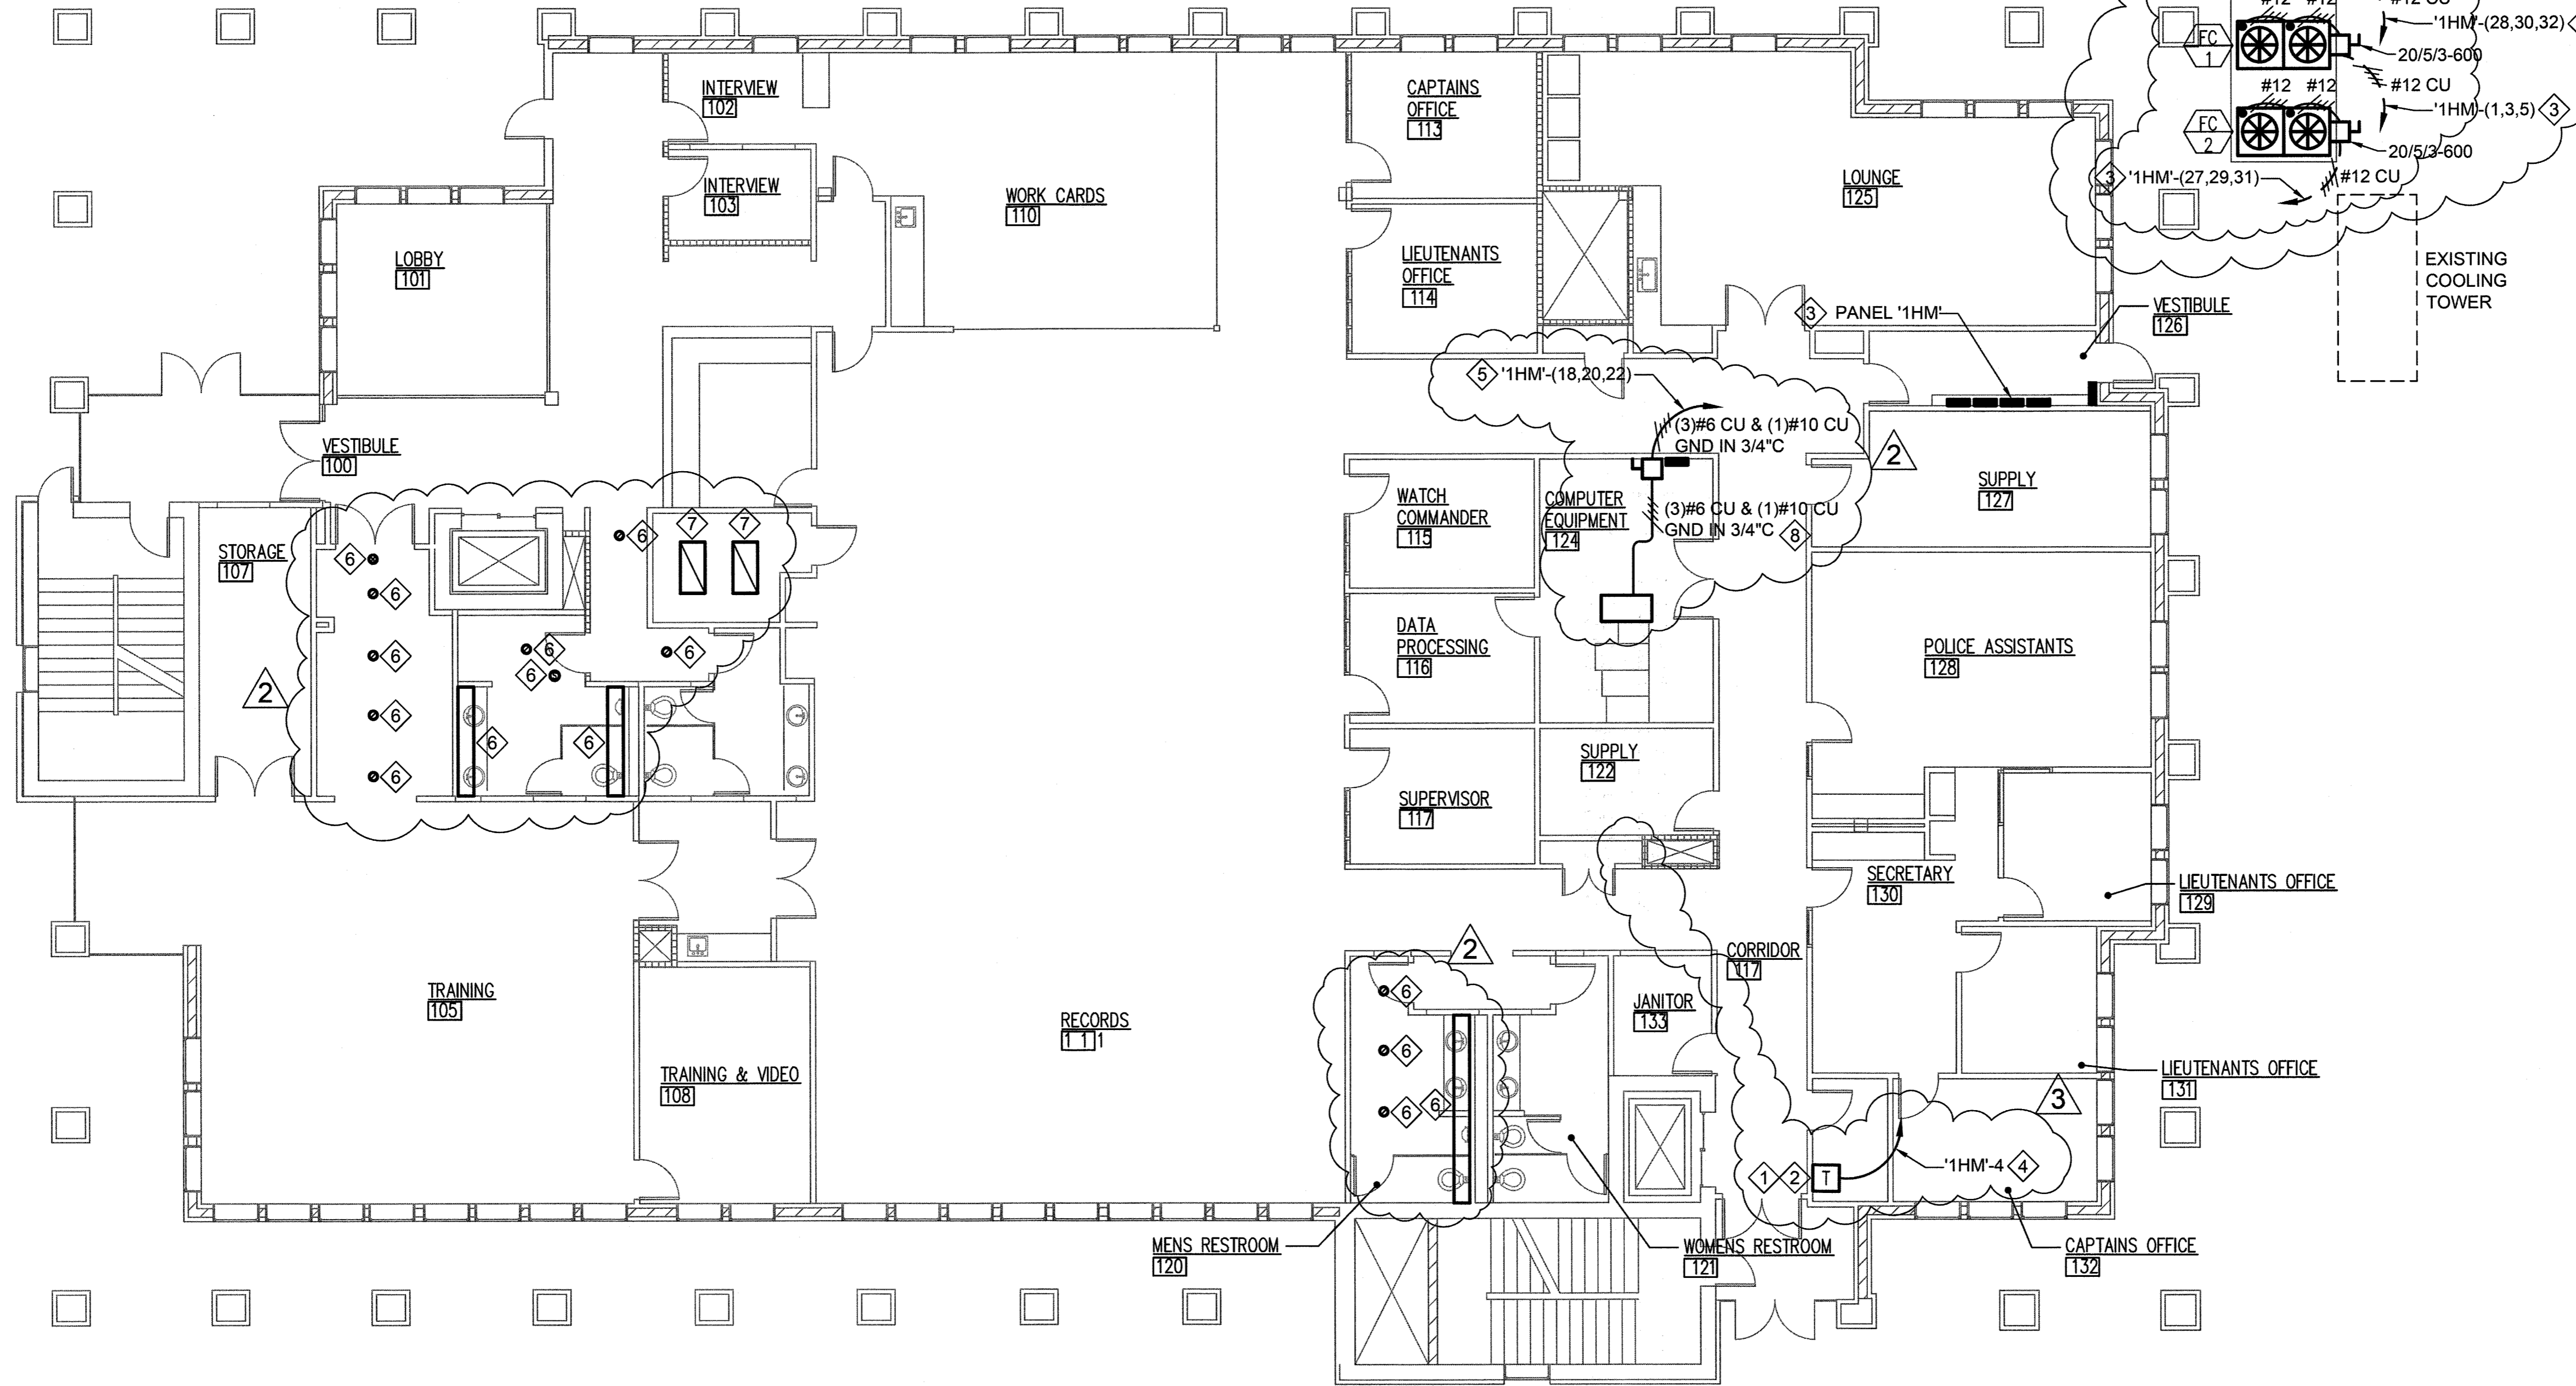 #12 #12
#12 CU
'1HM'-(28,30,32)
FC
1
20/5/3-600
#12 #12
#12 CU
'1HM'-(1,3,5) 3
FC
2
20/5/3-600
3 '1HM'-(27,29,31)
#12 CU
EXISTING
COOLING
TOWER
INTERVIEW
102
INTERVIEW
103
WORK CARDS
110
CAPTAINS
OFFICE
113
LIEUTENANTS
OFFICE
114
LOUNGE
125
LOBBY
101
3 PANEL '1HM'
VESTIBULE
126
5 '1HM'-(18,20,22)
(3)#6 CU & (1)#10 CU
GND IN 3/4"C
2
VESTIBULE
100
SUPPLY
127
WATCH
COMMANDER
115
COMPUTER
EQUIPMENT
124
(3)#6 CU & (1)#10 CU
GND IN 3/4"C 8
STORAGE
107
6
6
6
6
6
6
7
7
6
6
6
6
6
2
DATA
PROCESSING
116
POLICE ASSISTANTS
128
SUPPLY
122
SUPERVISOR
117
SECRETARY
130
LIEUTENANTS OFFICE
129
2
CORRIDOR
117
TRAINING
105
RECORDS
111
JANITOR
133
6
6
6
6
TRAINING & VIDEO
108
LIEUTENANTS OFFICE
131
3
1 2 T
'1HM'-4 4
MENS RESTROOM
120
WOMENS RESTROOM
121
CAPTAINS OFFICE
132